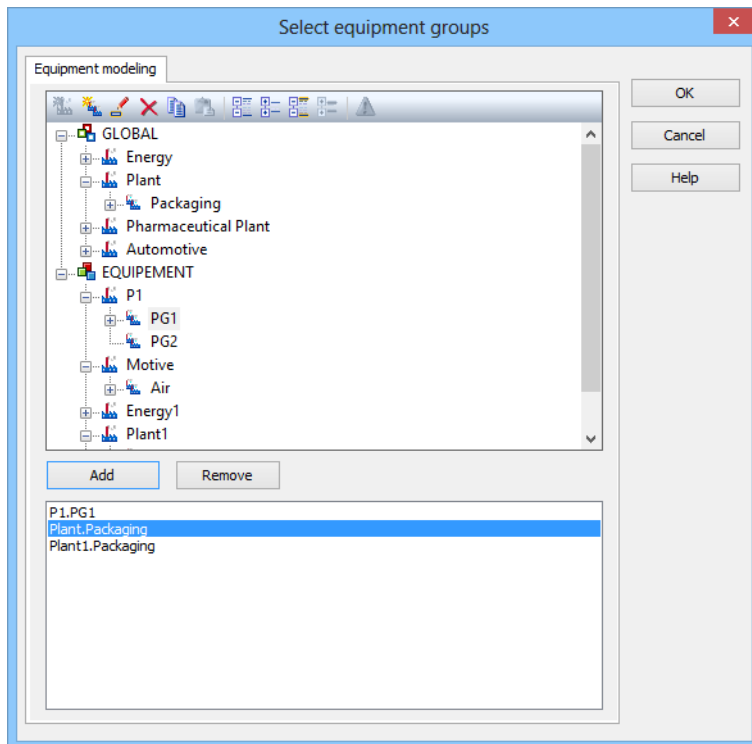 Select equipment groups
Equipment modeling
GLOBAL
Energy
Plant
Packaging
Pharmaceutical Plant
Automotive
EQUIPEMENT
P1
PG1
PG2
Motive
Air
Energy1
Plant1
Add
Remove
P1.PG1
Plant.Packaging
Plant1.Packaging
OK
Cancel
Help